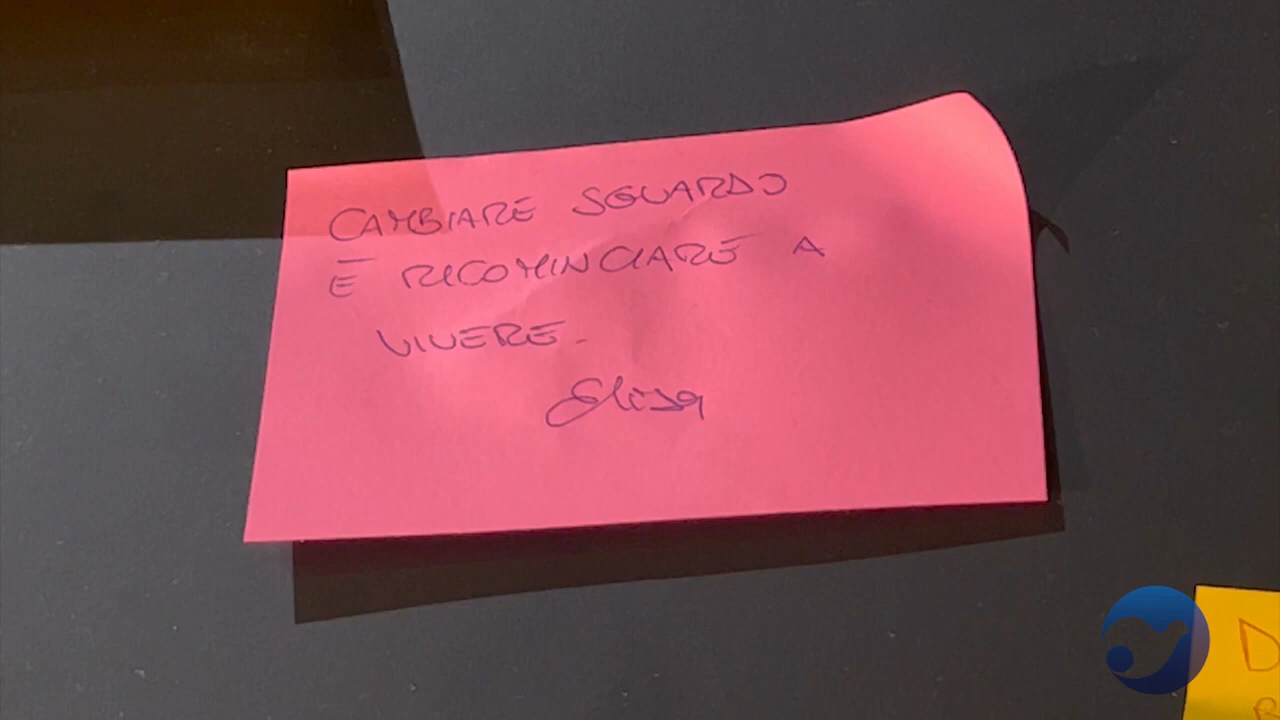 CAMBIARE SGUARDO
E RICOMINCIARE A
VIVERE.
Elisa
D